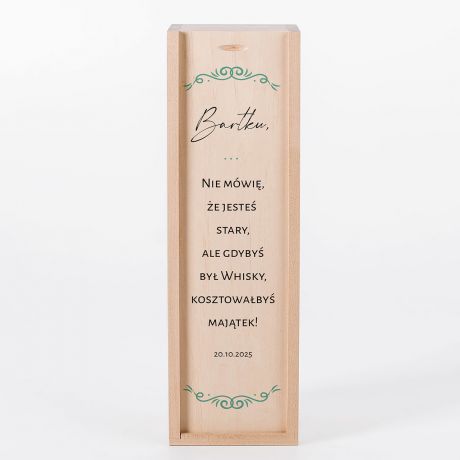 Bartku,
...
Nie mówię,
że jesteś
stary,
ale gdybyś
był Whisky,
kosztowałbyś
majątek!
20.10.2025